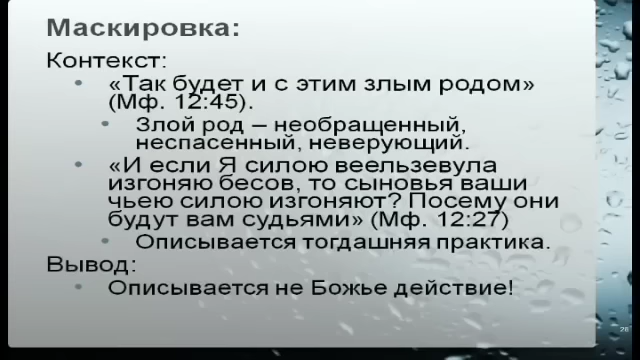 Маскировка:
Контекст:
• «Так будет и с этим злым родом»
(Мф. 12:45).
• Злой род – необращенный,
неспасенный, неверующий.
• «И если Я силою веельзевула
изгоняю бесов, то сыновья ваши
чьею силою изгоняют? Посему они
будут вам судьями» (Мф. 12:27)
• Описывается тогдашняя практика.
Вывод:
• Описывается не Божье действие!